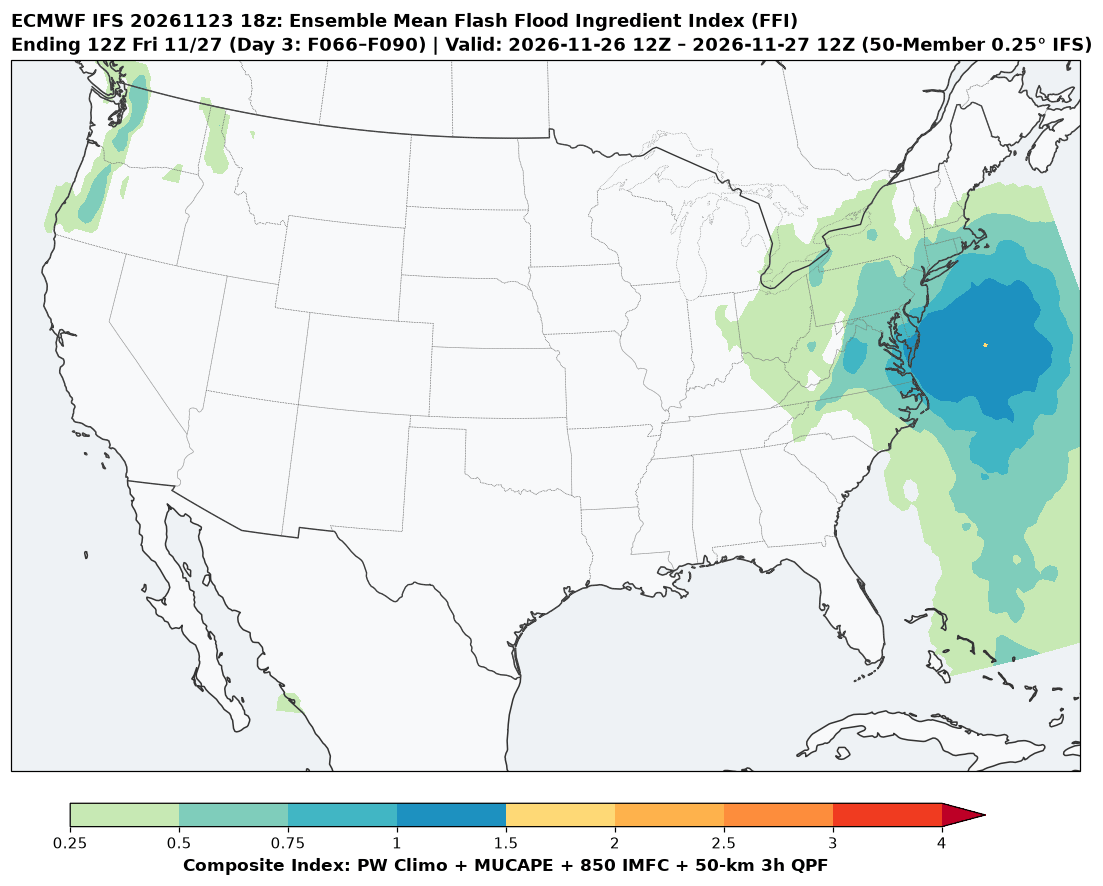 ECMWF IFS 20261123 18z: Ensemble Mean Flash Flood Ingredient Index (FFI)
Ending 12Z Fri 11/27 (Day 3: F066–F090) | Valid: 2026-11-26 12Z – 2026-11-27 12Z (50-Member 0.25° IFS)
0.25 0.5 0.75 1 1.5 2 2.5 3 4
Composite Index: PW Climo + MUCAPE + 850 IMFC + 50-km 3h QPF